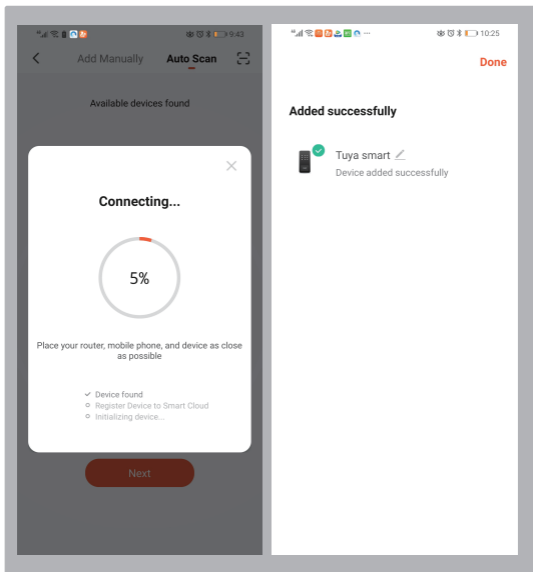 9:42
Add Manually Auto Scan
Available devices found
Connecting...
5%
Place your router, mobile phone, and device as close
as possible
Device found
Register Device to Smart Cloud
Initializing device...
Next
10:25
Done
Added successfully
Tuya smart
Device added successfully